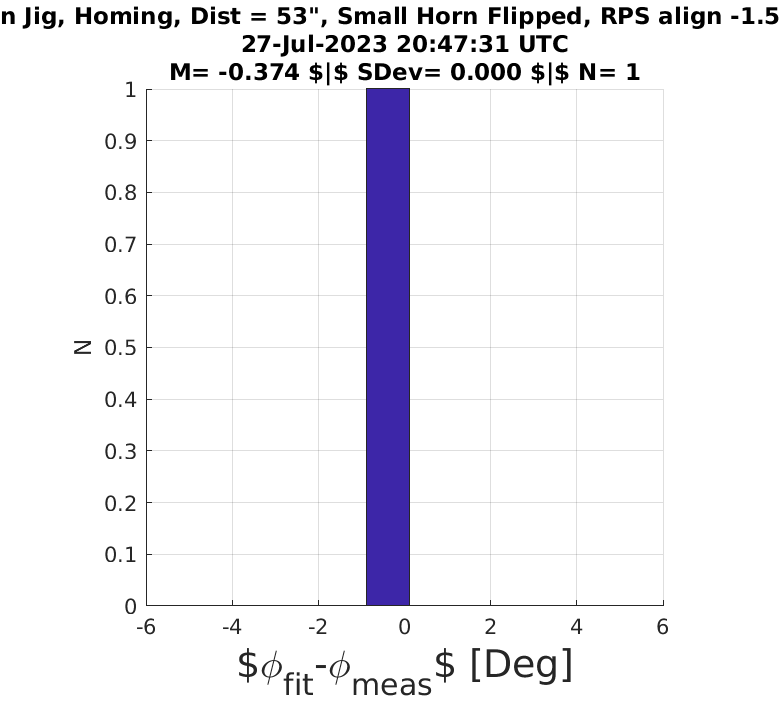 n Jig, Homing, Dist = 53", Small Horn Flipped, RPS align -1.5
27-Jul-2023 20:47:31 UTC
M= -0.374 $|$ SDev= 0.000 $|$ N= 1
1
0.9
0.8
0.7
0.6
0.5
0.4
0.3
0.2
0.1
0
N
-6 -4 -2 0 2 4 6
$ϕfit-ϕmeas$ [Deg]